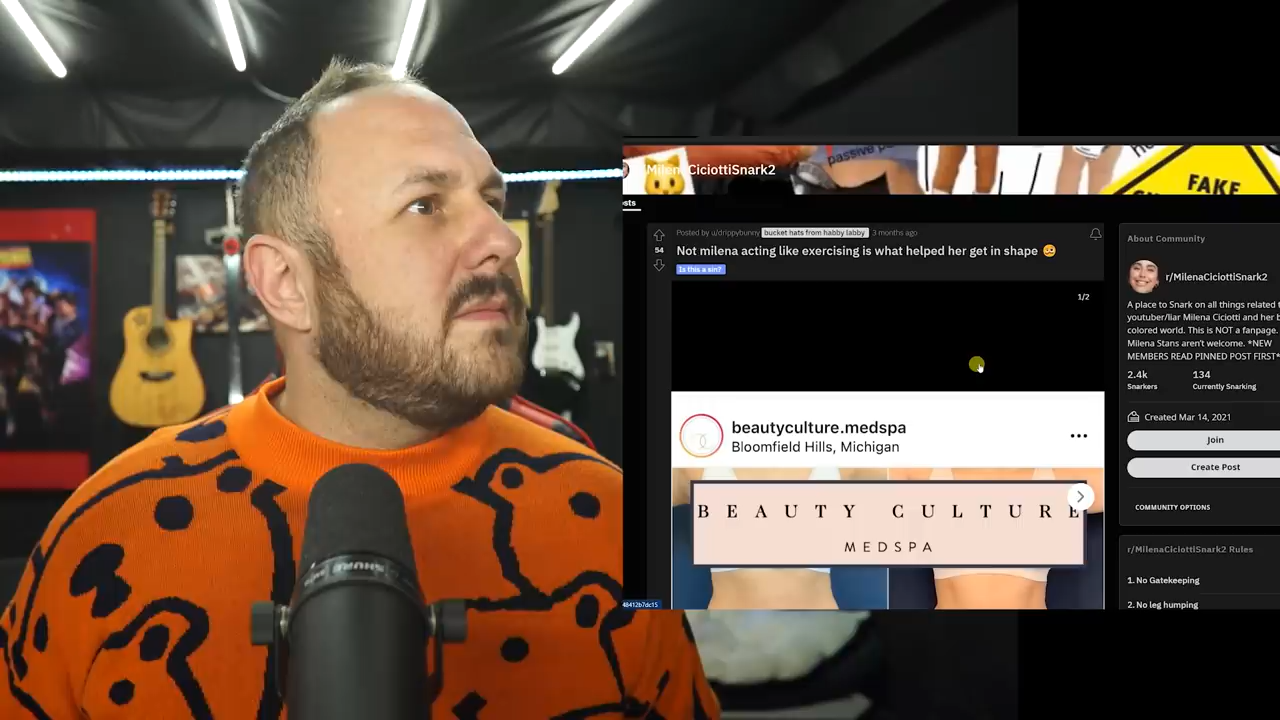 passive
FAKE
MilenaCiciottiSnark2
Posted by u/drippybunny bucket hats from habby labby 3 months ago
54
Not milena acting like exercising is what helped her get in shape
Is this a sin?
1/2
beautyculture.medspa
Bloomfield Hills, Michigan
BEAUTY CULTURE
MEDSPA
48412b7dc15
About Community
r/MilenaCiciottiSnark2
A place to Snark on all things related
youtuber/liar Milena Ciciotti and her
colored world. This is NOT a fanpage.
Milena Stans aren't welcome. *NEW
MEMBERS READ PINNED POST FIRST*
2.4k 134
Snarkers Currently Snarking
Created Mar 14, 2021
Join
Create Post
COMMUNITY OPTIONS
r/MilenaCiciottiSnark2 Rules
1. No Gatekeeping
2. No leg humping
SHURE